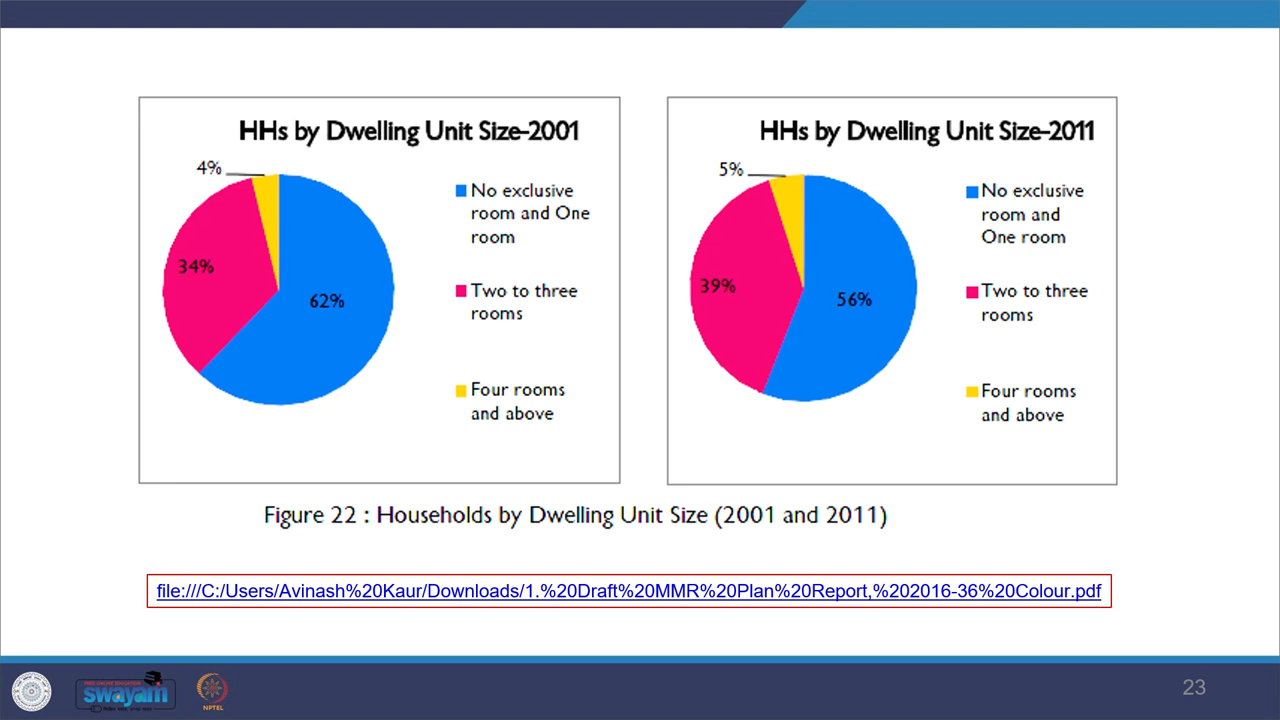 HHs by Dwelling Unit Size-2001
4%
34%
62%
No exclusive
room and One
room
Two to three
rooms
Four rooms
and above
HHs by Dwelling Unit Size-2011
5%
39%
56%
No exclusive
room and
One room
Two to three
rooms
Four rooms
and above
Figure 22 : Households by Dwelling Unit Size (2001 and 2011)
file:///C:/Users/Avinash%20Kaur/Downloads/1.%20Draft%20MMR%20Plan%20Report,%202016-36%20Colour.pdf
swayam
NPTEL
23